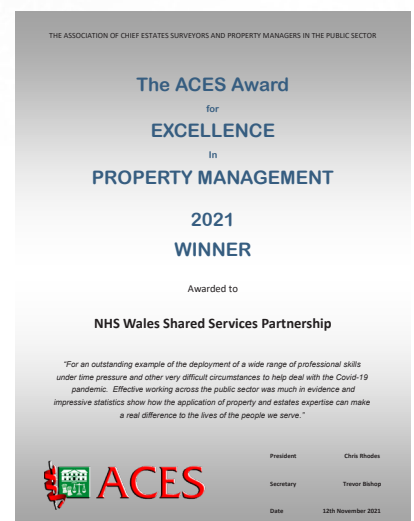 THE ASSOCIATION OF CHIEF ESTATES SURVEYORS AND PROPERTY MANAGERS IN THE PUBLIC SECTOR
The ACES Award
for
EXCELLENCE
In
PROPERTY MANAGEMENT
2021
WINNER
Awarded to
NHS Wales Shared Services Partnership
"For an outstanding example of the deployment of a wide range of professional skills
under time pressure and other very difficult circumstances to help deal with the Covid-19
pandemic. Effective working across the public sector was much in evidence and
impressive statistics show how the application of property and estates expertise can make
a real difference to the lives of the people we serve."
ACES
President Chris Rhodes
Secretary Trevor Bishop
Date 12th November 2021